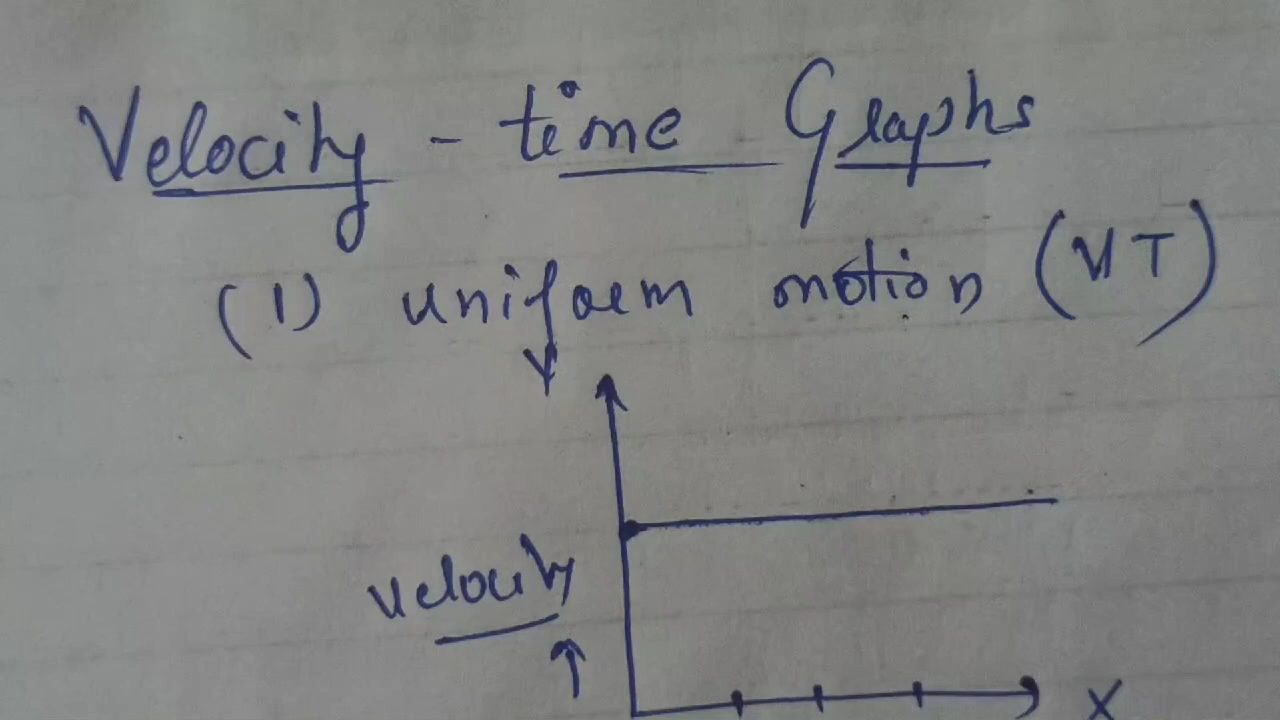 Velocity - time Graphs
(1) uniform motion (VT)
Y
velocity
X